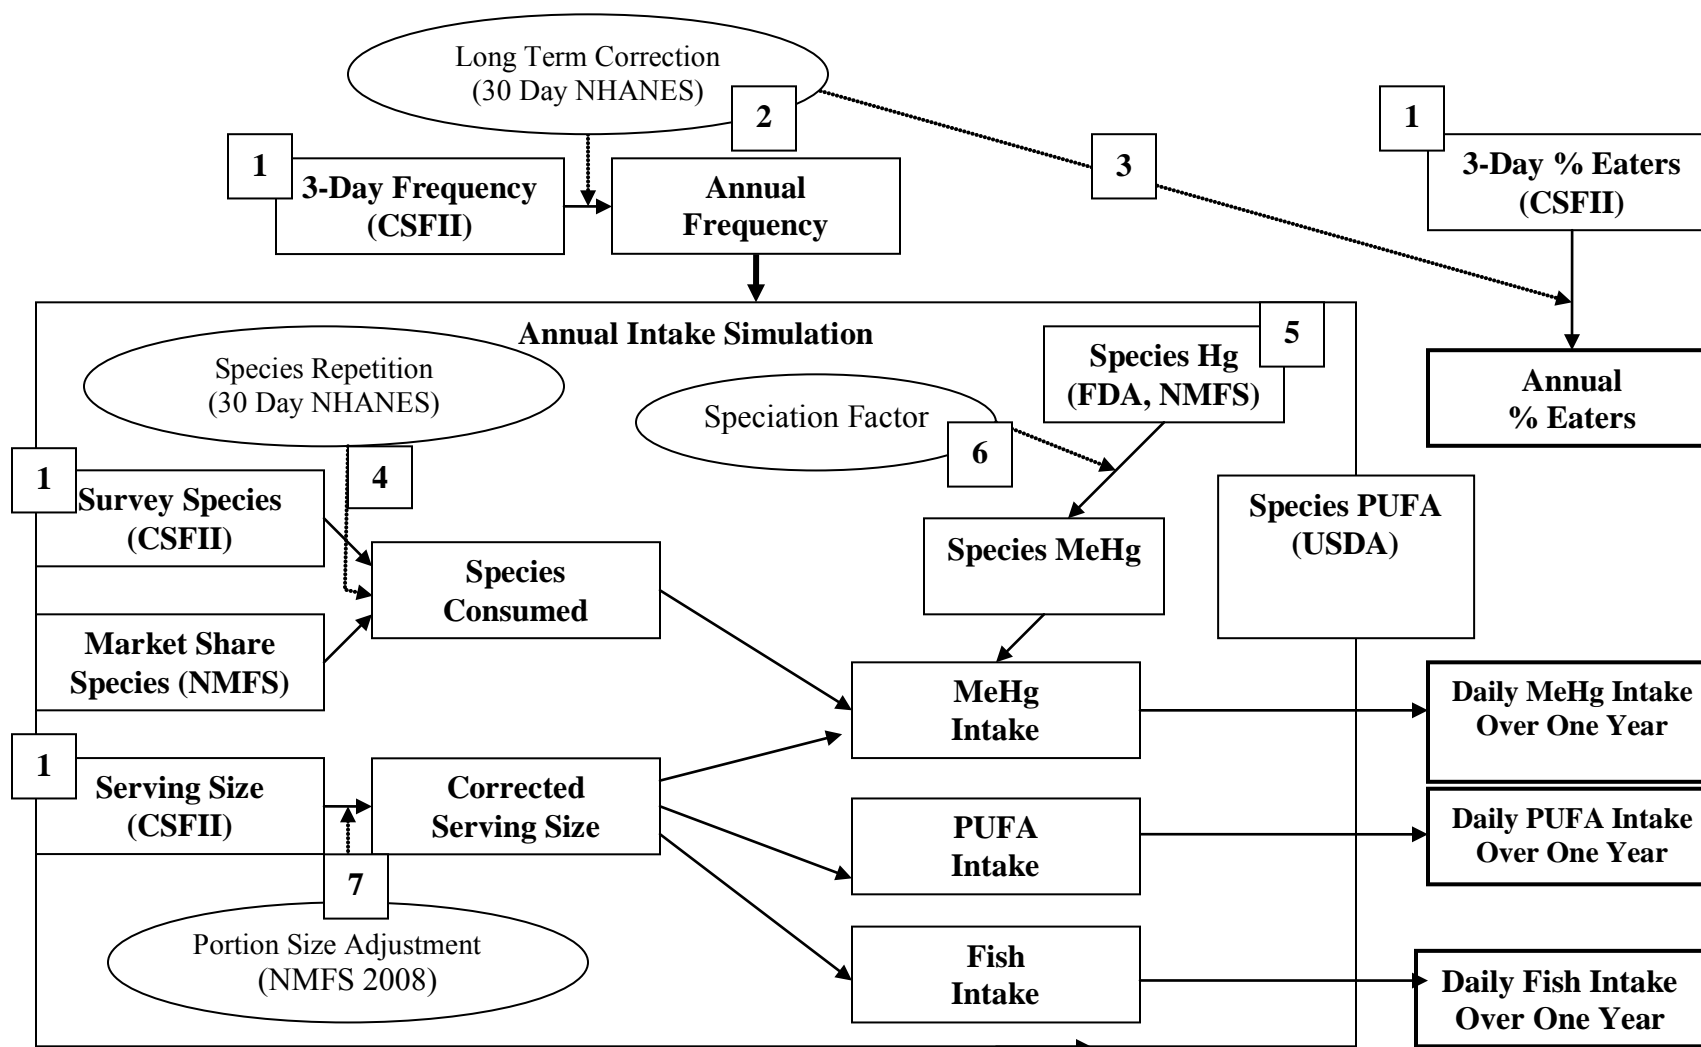 Long Term Correction
(30 Day NHANES)
2
1
3-Day Frequency
(CSFII)
Annual
Frequency
3
1
3-Day % Eaters
(CSFII)
Annual Intake Simulation
5
Species Hg
(FDA, NMFS)
Annual
% Eaters
Species Repetition
(30 Day NHANES)
Speciation Factor
6
1
4
Survey Species
(CSFII)
Species PUFA
(USDA)
Species MeHg
Species
Consumed
Market Share
Species (NMFS)
MeHg
Intake
Daily MeHg Intake
Over One Year
1
Serving Size
(CSFII)
Corrected
Serving Size
PUFA
Intake
Daily PUFA Intake
Over One Year
7
Portion Size Adjustment
(NMFS 2008)
Fish
Intake
Daily Fish Intake
Over One Year